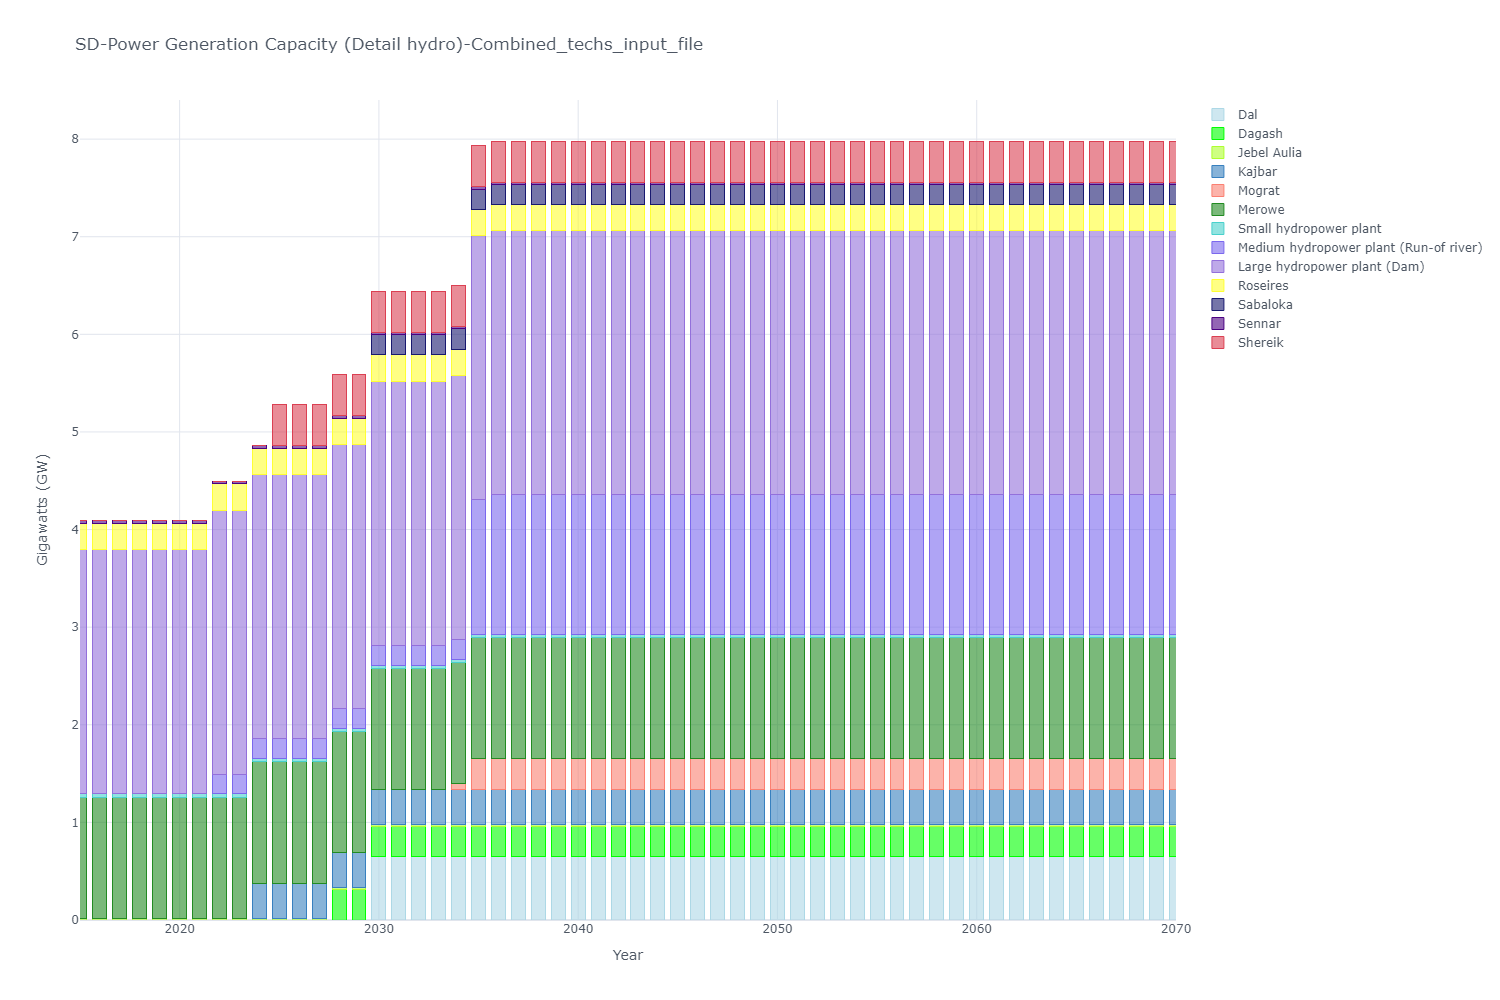 SD-Power Generation Capacity (Detail hydro)-Combined_techs_input_file
Gigawatts (GW)
8
7
6
5
4
3
2
1
0
2020
2030
2040
2050
2060
2070
Year
Dal
Dagash
Jebel Aulia
Kajbar
Mograt
Merowe
Small hydropower plant
Medium hydropower plant (Run-of river)
Large hydropower plant (Dam)
Roseires
Sabaloka
Sennar
Shereik